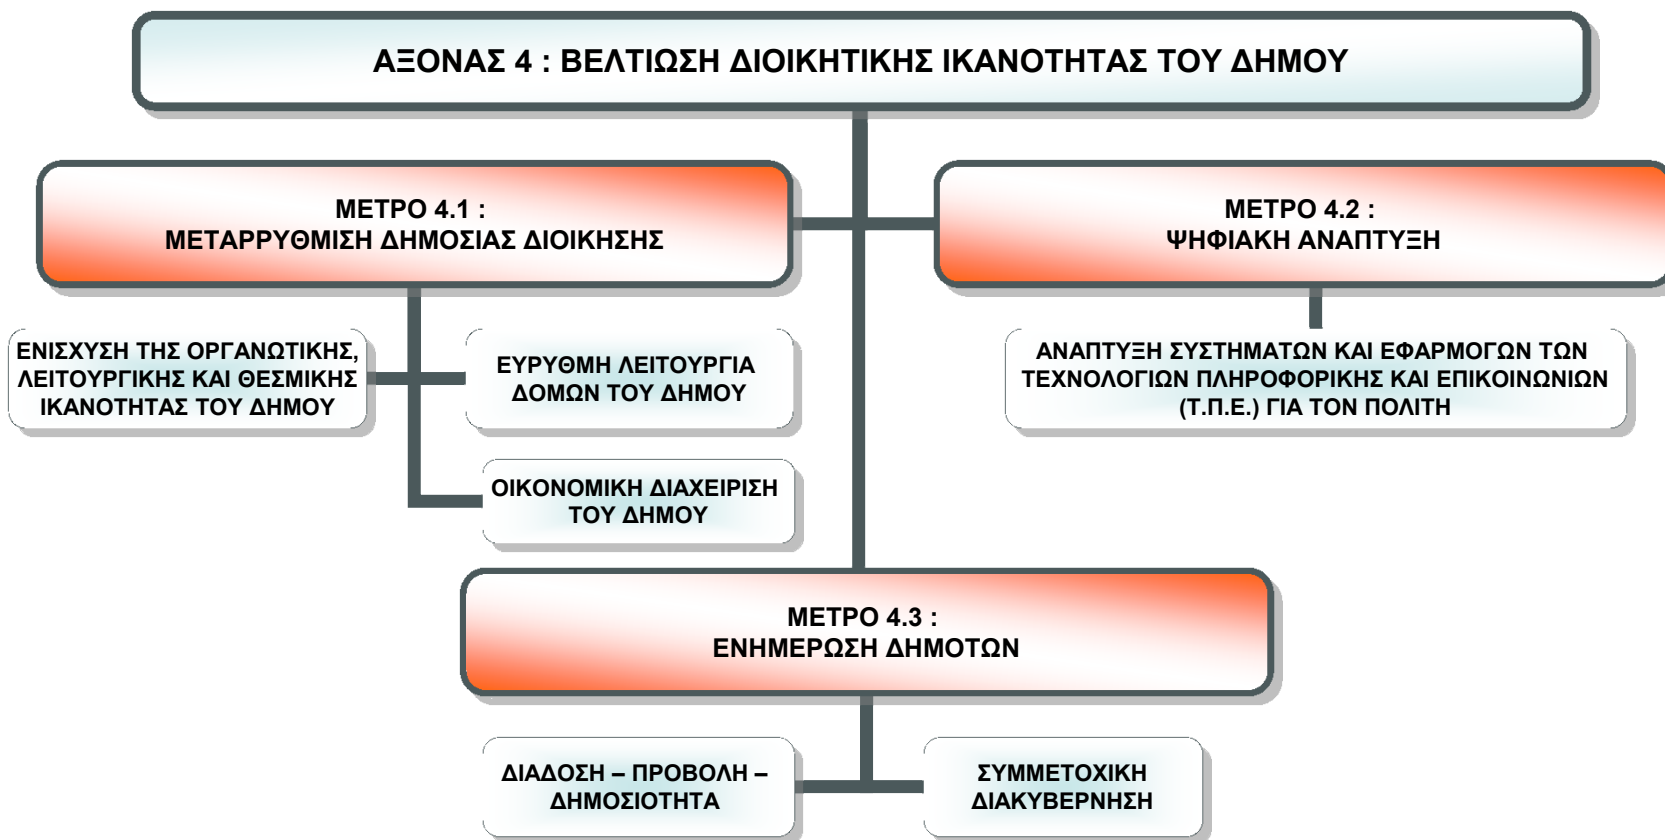 ΑΞΟΝΑΣ 4 : ΒΕΛΤΙΩΣΗ ΔΙΟΙΚΗΤΙΚΗΣ ΙΚΑΝΟΤΗΤΑΣ ΤΟΥ ΔΗΜΟΥ
ΜΕΤΡΟ 4.1 :
ΜΕΤΑΡΡΥΘΜΙΣΗ ΔΗΜΟΣΙΑΣ ΔΙΟΙΚΗΣΗΣ
ΜΕΤΡΟ 4.2 :
ΨΗΦΙΑΚΗ ΑΝΑΠΤΥΞΗ
ΕΝΙΣΧΥΣΗ ΤΗΣ ΟΡΓΑΝΩΤΙΚΗΣ,
ΛΕΙΤΟΥΡΓΙΚΗΣ ΚΑΙ ΘΕΣΜΙΚΗΣ
ΙΚΑΝΟΤΗΤΑΣ ΤΟΥ ΔΗΜΟΥ
ΕΥΡΥΘΜΗ ΛΕΙΤΟΥΡΓΙΑ
ΔΟΜΩΝ ΤΟΥ ΔΗΜΟΥ
ΑΝΑΠΤΥΞΗ ΣΥΣΤΗΜΑΤΩΝ ΚΑΙ ΕΦΑΡΜΟΓΩΝ ΤΩΝ
ΤΕΧΝΟΛΟΓΙΩΝ ΠΛΗΡΟΦΟΡΙΚΗΣ ΚΑΙ ΕΠΙΚΟΙΝΩΝΙΩΝ
(Τ.Π.Ε.) ΓΙΑ ΤΟΝ ΠΟΛΙΤΗ
ΟΙΚΟΝΟΜΙΚΗ ΔΙΑΧΕΙΡΙΣΗ
ΤΟΥ ΔΗΜΟΥ
ΜΕΤΡΟ 4.3 :
ΕΝΗΜΕΡΩΣΗ ΔΗΜΟΤΩΝ
ΔΙΑΔΟΣΗ – ΠΡΟΒΟΛΗ –
ΔΗΜΟΣΙΟΤΗΤΑ
ΣΥΜΜΕΤΟΧΙΚΗ
ΔΙΑΚΥΒΕΡΝΗΣΗ